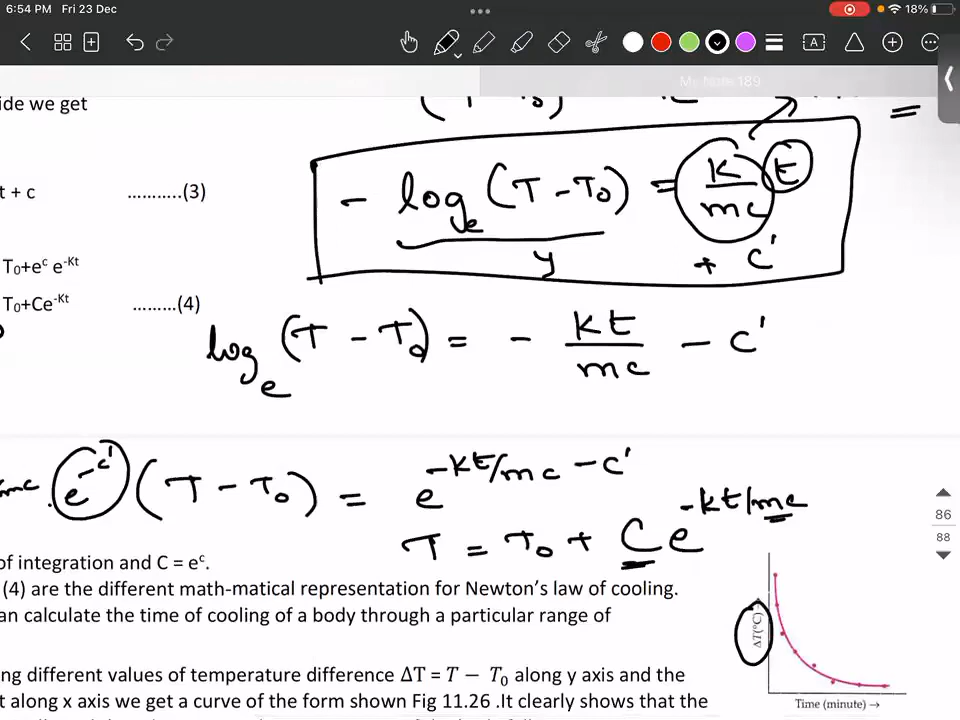 6:54 PM Fri 23 Dec
18%
A
My Note 189
ide we get
- logₑ (T - T₀) = K/mc t
y + c'
t + c ...........(3)
T₀+eᶜ e⁻ᴷᵗ
T₀+Ce⁻ᴷᵗ .........(4)
logₑ (T - T₀) = - kt/mc - c'
mc e^-c' (T - T₀) = e^-kt/mc - c'
T = T₀ + C e^-kt/mc
86
88
of integration and C = eᶜ.
(4) are the different math-matical representation for Newton's law of cooling.
an calculate the time of cooling of a body through a particular range of
ng different values of temperature difference ΔT = T − T₀ along y axis and the
t along x axis we get a curve of the form shown Fig 11.26 .It clearly shows that the
ΔT(°C)
Time (minute) →